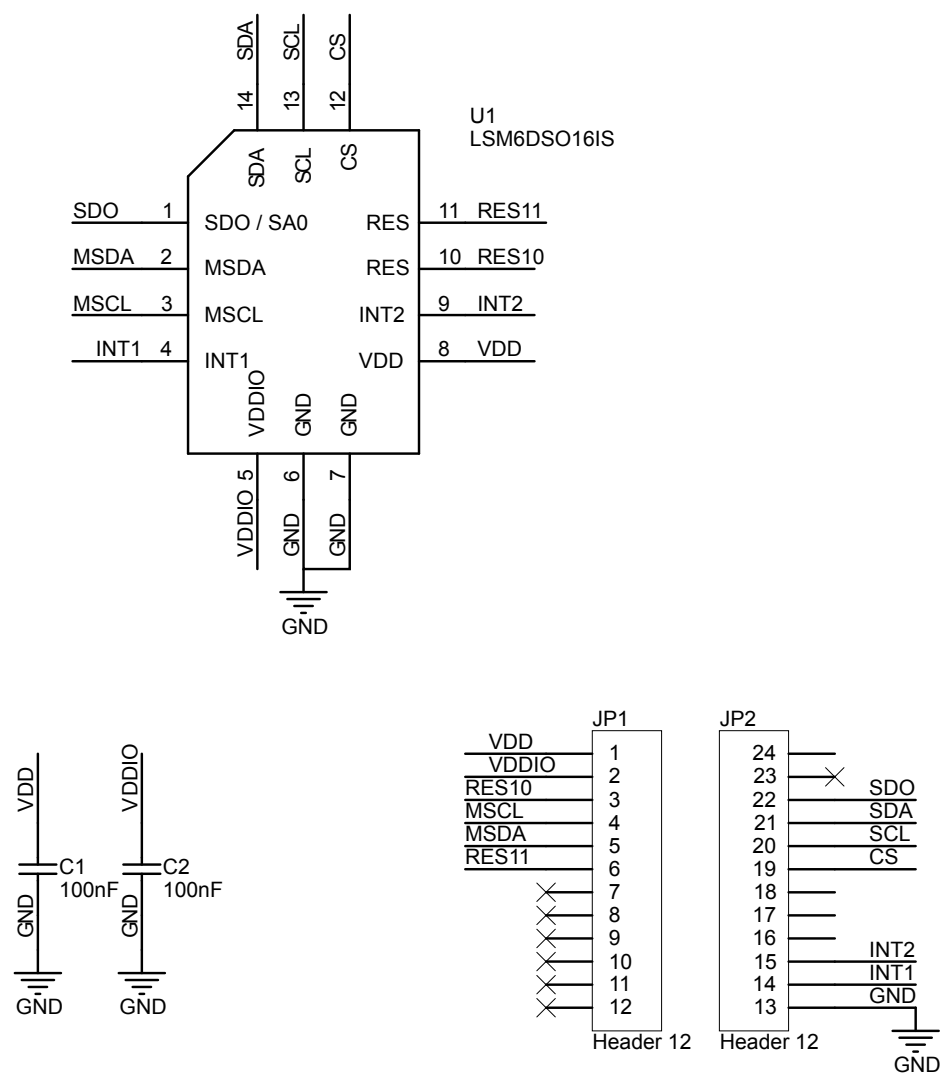 SDA SCL CS
14 13 12
U1
LSM6DSO16IS
SDA SCL CS
SDO 1 SDO / SA0 RES 11 RES11
MSDA 2 MSDA RES 10 RES10
MSCL 3 MSCL INT2 9 INT2
INT1 4 INT1 VDD 8 VDD
VDDIO GND GND
5 6 7
VDDIO GND GND
GND
VDD
C1
100nF
GND
GND
VDDIO
C2
100nF
GND
GND
JP1
VDD 1
VDDIO 2
RES10 3
MSCL 4
MSDA 5
RES11 6
7
8
9
10
11
12
Header 12
JP2
24
23
22 SDO
21 SDA
20 SCL
19 CS
18
17
16
15 INT2
14 INT1
13 GND
Header 12
GND